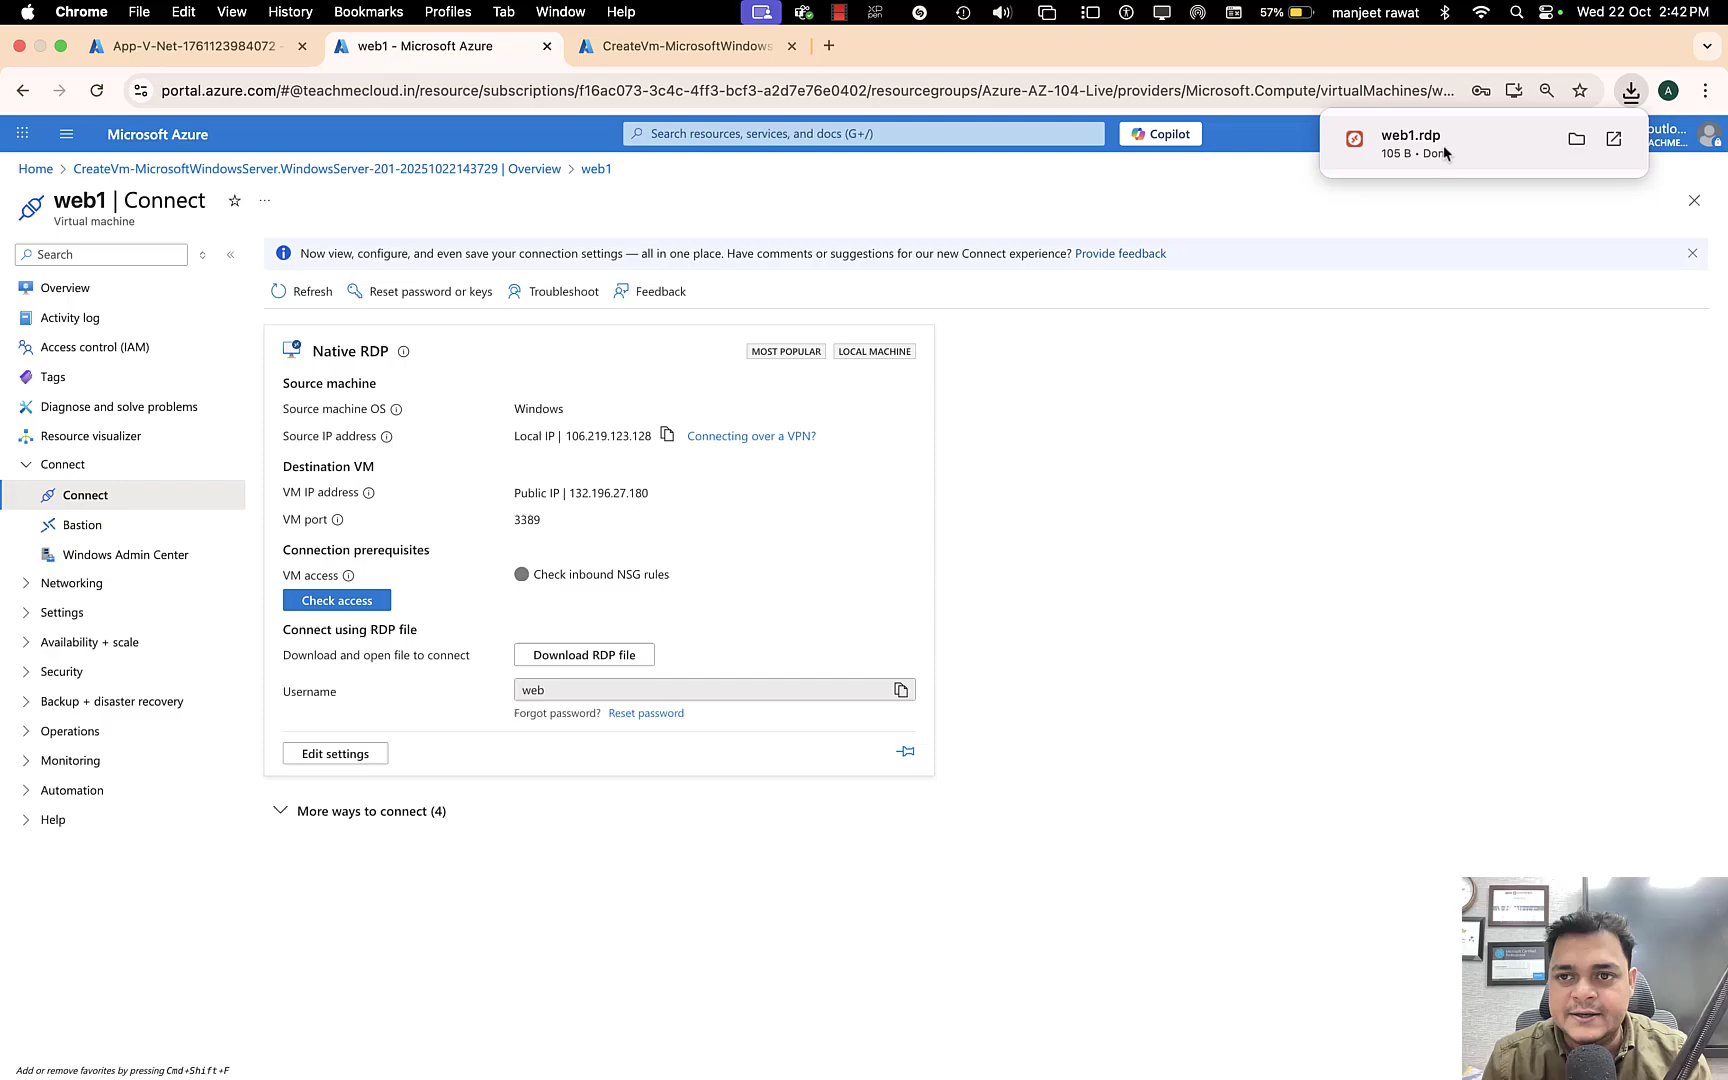 Chrome File Edit View History Bookmarks Profiles Tab Window Help XP pen 57% manjeet rawat Wed 22 Oct 2:42 PM
App-V-Net-1761123984072 - web1 - Microsoft Azure CreateVm-MicrosoftWindows
portal.azure.com/#@teachmecloud.in/resource/subscriptions/f16ac073-3c4c-4ff3-bcf3-a2d7e76e0402/resourcegroups/Azure-AZ-104-Live/providers/Microsoft.Compute/virtualMachines/w... A
Microsoft Azure Search resources, services, and docs (G+/) Copilot
web1.rdp
105 B • Don
outlo...
ACHME...
Home > CreateVm-MicrosoftWindowsServer.WindowsServer-201-20251022143729 | Overview > web1
web1 | Connect
Virtual machine
Search
Overview
Activity log
Access control (IAM)
Tags
Diagnose and solve problems
Resource visualizer
Connect
Connect
Bastion
Windows Admin Center
Networking
Settings
Availability + scale
Security
Backup + disaster recovery
Operations
Monitoring
Automation
Help
Now view, configure, and even save your connection settings — all in one place. Have comments or suggestions for our new Connect experience? Provide feedback
Refresh Reset password or keys Troubleshoot Feedback
Native RDP MOST POPULAR LOCAL MACHINE
Source machine
Source machine OS Windows
Source IP address Local IP | 106.219.123.128 Connecting over a VPN?
Destination VM
VM IP address Public IP | 132.196.27.180
VM port 3389
Connection prerequisites
VM access Check inbound NSG rules
Check access
Connect using RDP file
Download and open file to connect Download RDP file
Username web
Forgot password? Reset password
Edit settings
More ways to connect (4)
Add or remove favorites by pressing Cmd+Shift+F